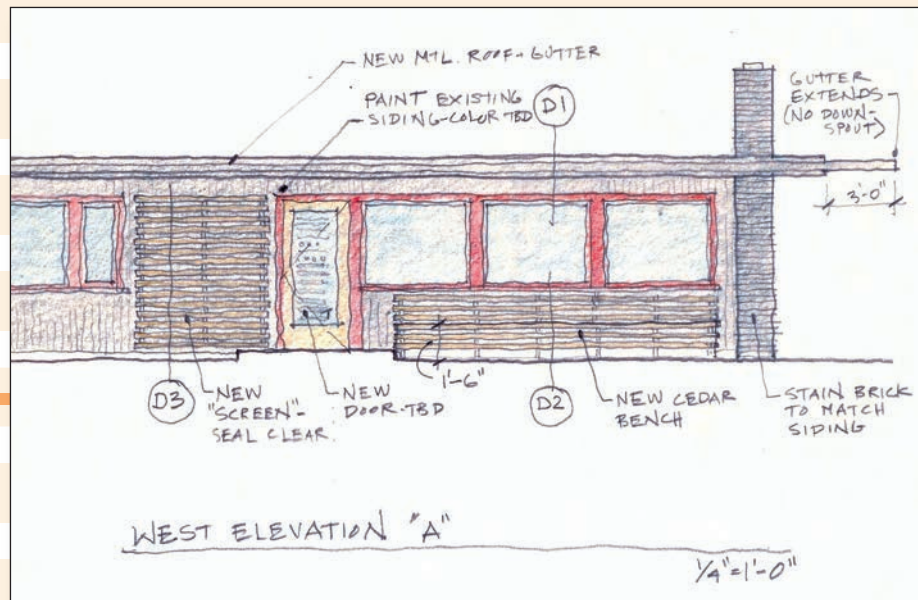 NEW MTL. ROOF - GUTTER
PAINT EXISTING
SIDING-COLOR TBD
D1
GUTTER
EXTENDS
(NO DOWN-
SPOUT)
3'-0"
1'-6"
D3
NEW
"SCREEN"-
SEAL CLEAR.
NEW
DOOR-TBD
D2
NEW CEDAR
BENCH
STAIN BRICK
TO MATCH
SIDING
WEST ELEVATION "A"
1/4"=1'-0"